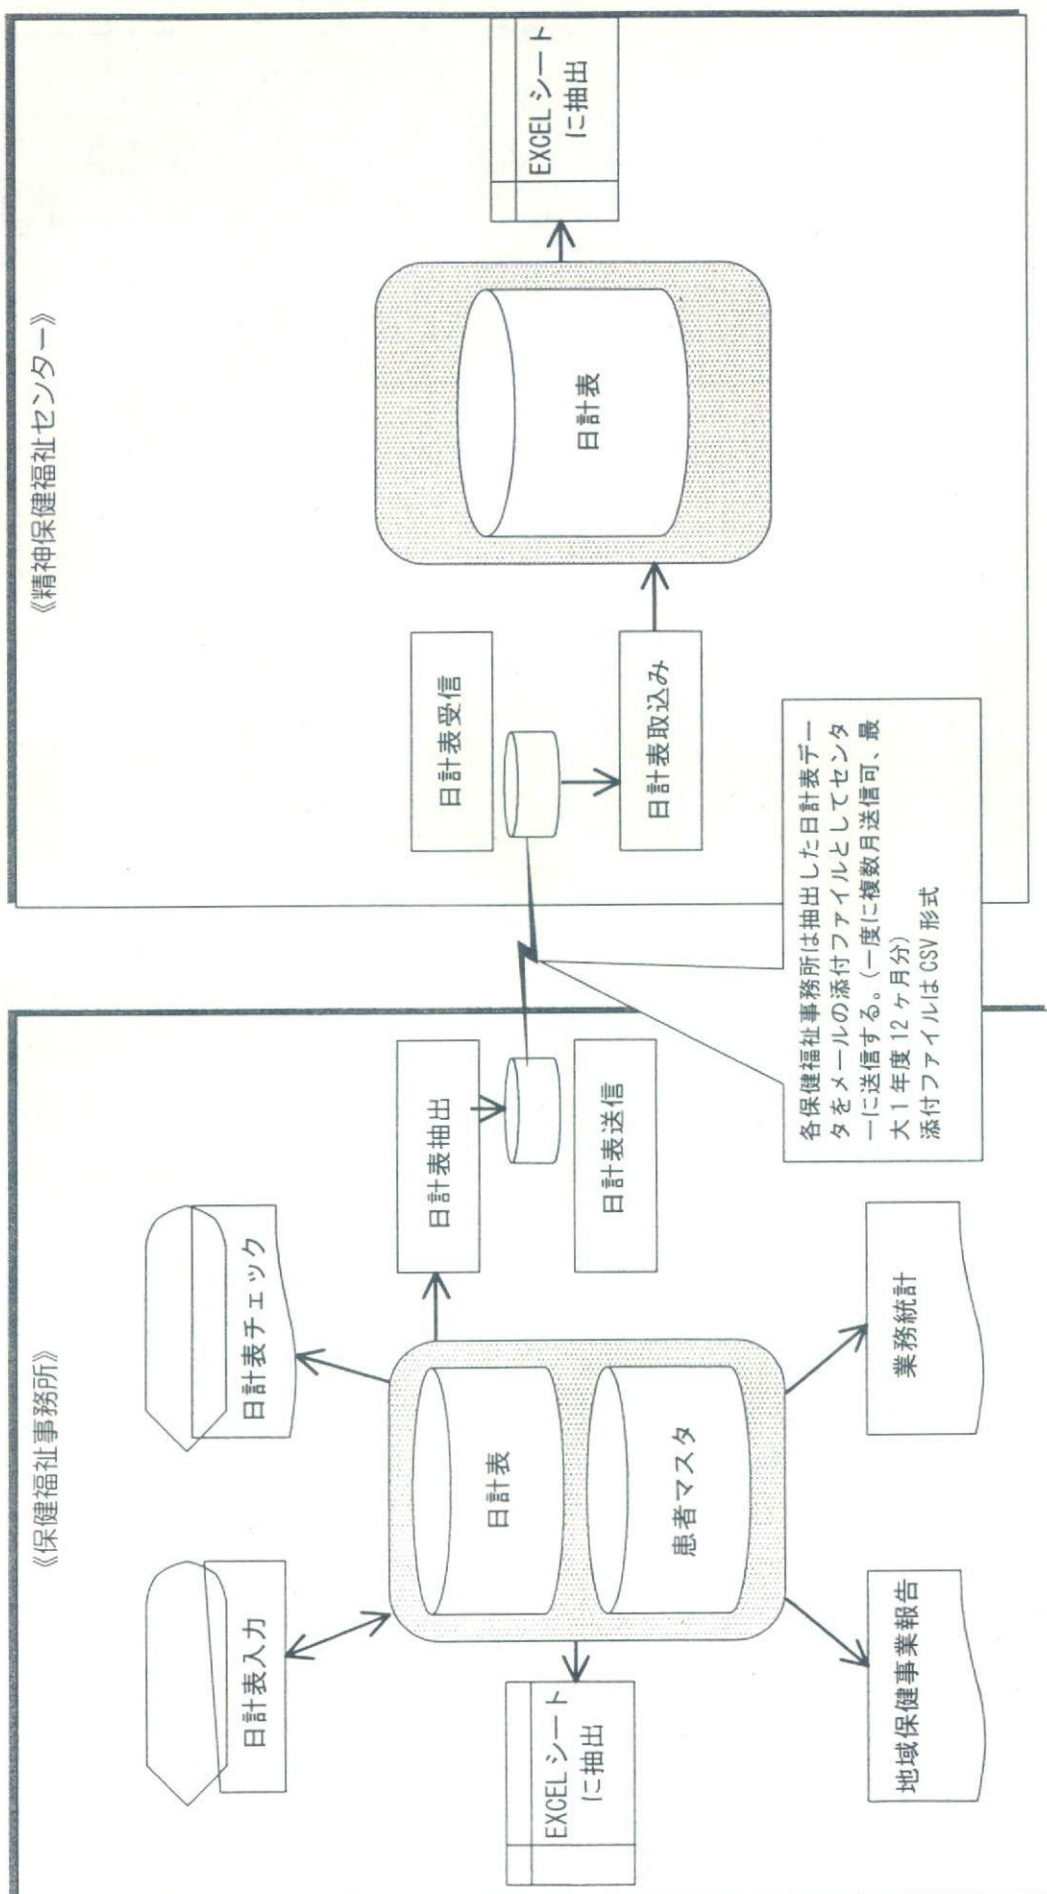 《保健福祉事務所》
日計表入力
日計表チェック
EXCEL シート
に抽出
日計表
患者マスタ
地域保健事業報告
業務統計
日計表抽出
日計表送信
各保健福祉事務所は抽出した日計表デー
タをメールの添付ファイルとしてセンタ
ーに送信する。(一度に複数月送信可、最
大1年度 12 ヶ月分)
添付ファイルは CSV 形式
《精神保健福祉センター》
日計表受信
日計表取込み
日計表
EXCEL シート
に抽出